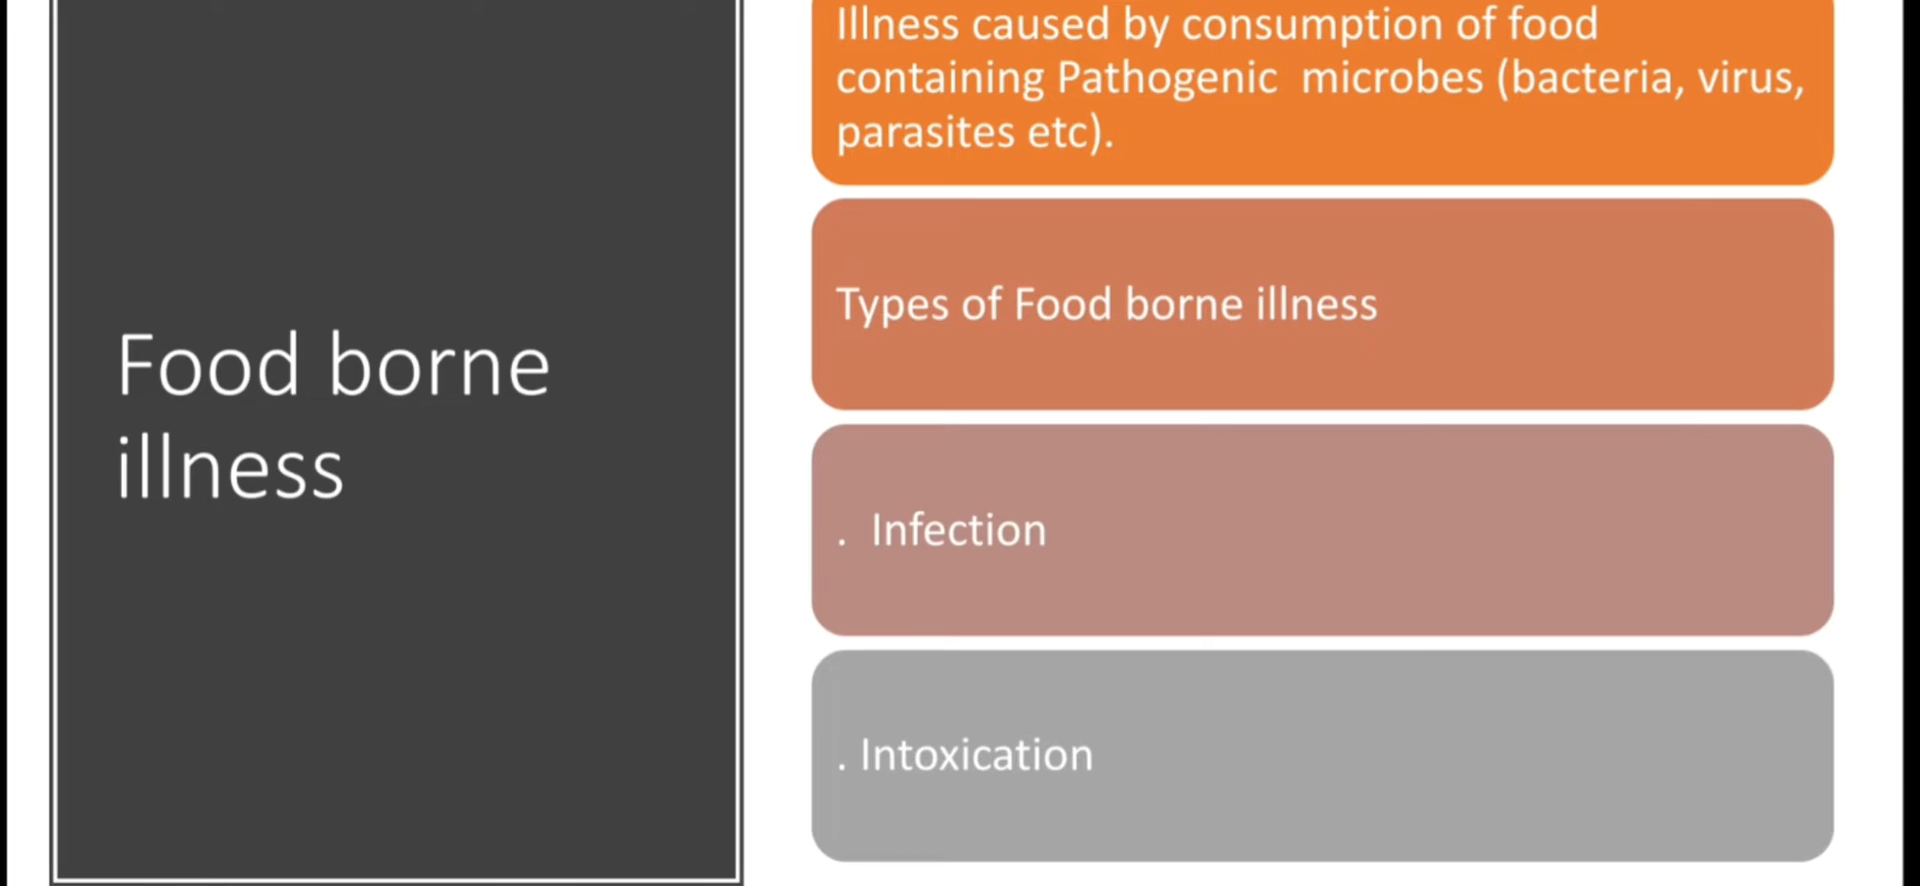 Food borne
illness
Illness caused by consumption of food
containing Pathogenic microbes (bacteria, virus,
parasites etc).
Types of Food borne illness
. Infection
. Intoxication